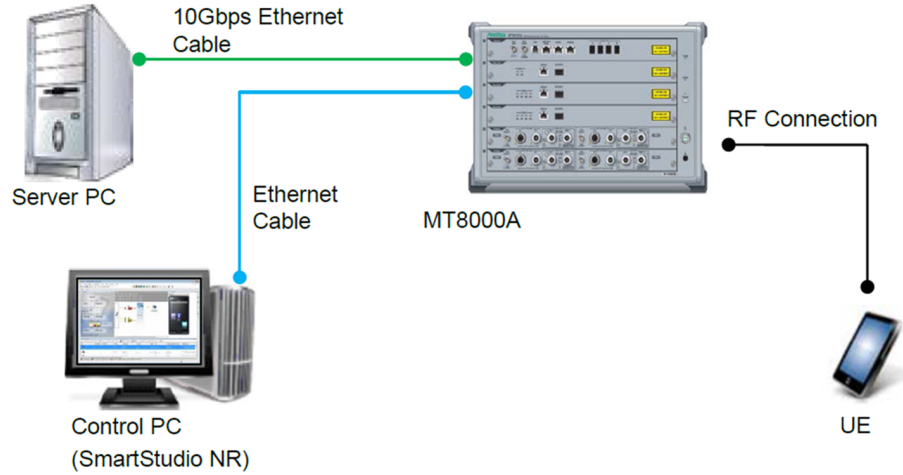 10Gbps Ethernet
Cable
RF Connection
Server PC
Ethernet
Cable
MT8000A
Control PC
(SmartStudio NR)
UE